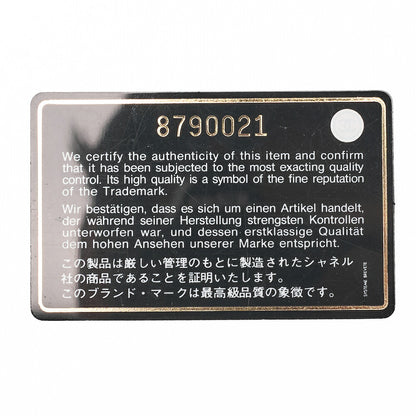 8790021
We certify the authenticity of this item and confirm
that it has been subjected to the most exacting quality
control. Its high quality is a symbol of the fine reputation
of the Trademark.
Wir bestätigen, dass es sich um einen Artikel handelt,
der während seiner Herstellung strengsten Kontrollen
unterworfen war, und dessen erstklassige Qualität
dem hohen Ansehen unserer Marke entspricht.
この製品は厳しい管理のもとに製造されたシャネル
社の商品であることを証明いたします。
このブランド・マークは最高級品質の象徴です。
SYSTEME BREVETE